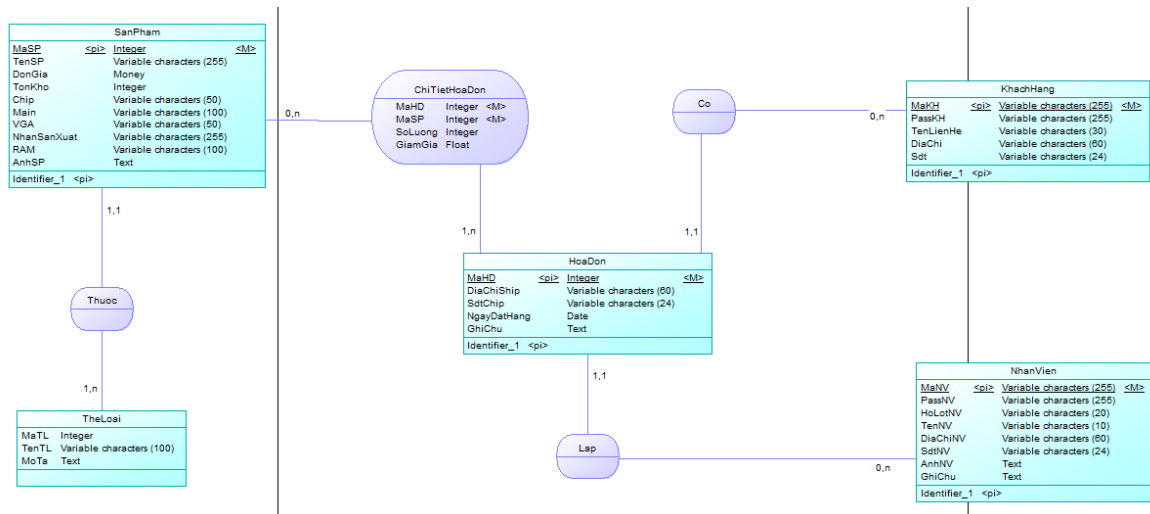 SanPham
MaSP <pi> Integer <M>
TenSP Variable characters (255)
DonGia Money
TonKho Integer
Chip Variable characters (50)
Main Variable characters (100)
VGA Variable characters (50)
NhanSanXuat Variable characters (255)
RAM Variable characters (100)
AnhSP Text
Identifier_1 <pi>
0,n
ChiTietHoaDon
MaHD Integer <M>
MaSP Integer <M>
SoLuong Integer
GiamGia Float
Co
0,n
KhachHang
MaKH <pi> Variable characters (255) <M>
PassKH Variable characters (255)
TenLienHe Variable characters (30)
DiaChi Variable characters (60)
Sdt Variable characters (24)
Identifier_1 <pi>
1,1
1,n
1,1
HoaDon
MaHD <pi> Integer <M>
DiaChiShip Variable characters (60)
SdtChip Variable characters (24)
NgayDatHang Date
GhiChu Text
Identifier_1 <pi>
Thuoc
1,n
1,1
TheLoai
MaTL Integer
TenTL Variable characters (100)
MoTa Text
Lap
0,n
NhanVien
MaNV <pi> Variable characters (255) <M>
PassNV Variable characters (255)
HoLotNV Variable characters (20)
TenNV Variable characters (10)
DiaChiNV Variable characters (60)
SdtNV Variable characters (24)
AnhNV Text
GhiChu Text
Identifier_1 <pi>